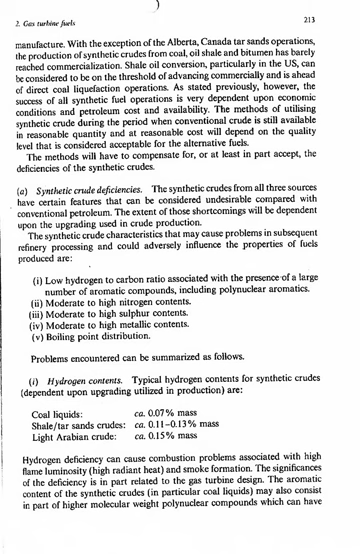 2. Gas turbine fuels 213
manufacture. With the exception of the Alberta, Canada tar sands operations,
the production of synthetic crudes from coal, oil shale and bitumen has barely
reached commercialization. Shale oil conversion, particularly in the US, can
be considered to be on the threshold of advancing commercially and is ahead
of direct coal liquefaction operations. As stated previously, however, the
success of all synthetic fuel operations is very dependent upon economic
conditions and petroleum cost and availability. The methods of utilising
synthetic crude during the period when conventional crude is still available
in reasonable quantity and at reasonable cost will depend on the quality
level that is considered acceptable for the alternative fuels.
The methods will have to compensate for, or at least in part accept, the
deficiencies of the synthetic crudes.
(a) Synthetic crude deficiencies. The synthetic crudes from all three sources
have certain features that can be considered undesirable compared with
conventional petroleum. The extent of those shortcomings will be dependent
upon the upgrading used in crude production.
The synthetic crude characteristics that may cause problems in subsequent
refinery processing and could adversely influence the properties of fuels
produced are:
(i) Low hydrogen to carbon ratio associated with the presence of a large
number of aromatic compounds, including polynuclear aromatics.
(ii) Moderate to high nitrogen contents.
(iii) Moderate to high sulphur contents.
(iv) Moderate to high metallic contents.
(v) Boiling point distribution.
Problems encountered can be summarized as follows.
(i) Hydrogen contents. Typical hydrogen contents for synthetic crudes
(dependent upon upgrading utilized in production) are:
Coal liquids: ca. 0.07% mass
Shale/tar sands crudes: ca. 0.11–0.13% mass
Light Arabian crude: ca. 0.15% mass
Hydrogen deficiency can cause combustion problems associated with high
flame luminosity (high radiant heat) and smoke formation. The significances
of the deficiency is in part related to the gas turbine design. The aromatic
content of the synthetic crudes (in particular coal liquids) may also consist
in part of higher molecular weight polynuclear compounds which can have